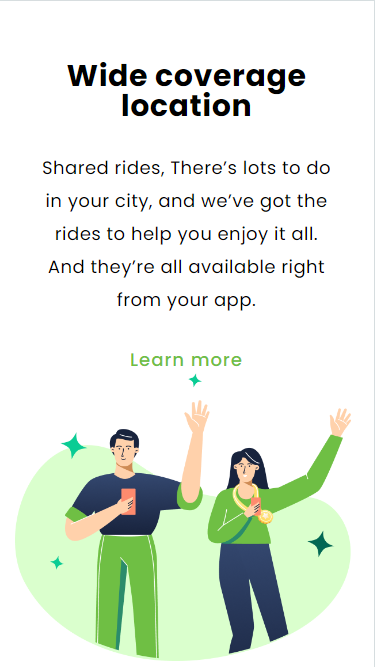 Wide coverage
location
Shared rides, There’s lots to do
in your city, and we’ve got the
rides to help you enjoy it all.
And they’re all available right
from your app.
Learn more